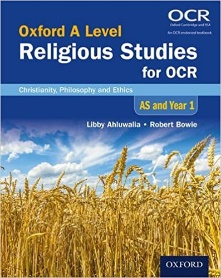 Oxford A Level
Religious Studies
for OCR
OCR
Oxford Cambridge and RSA
An OCR endorsed textbook
Christianity, Philosophy and Ethics
AS and Year 1
Libby Ahluwalia • Robert Bowie
OXFORD